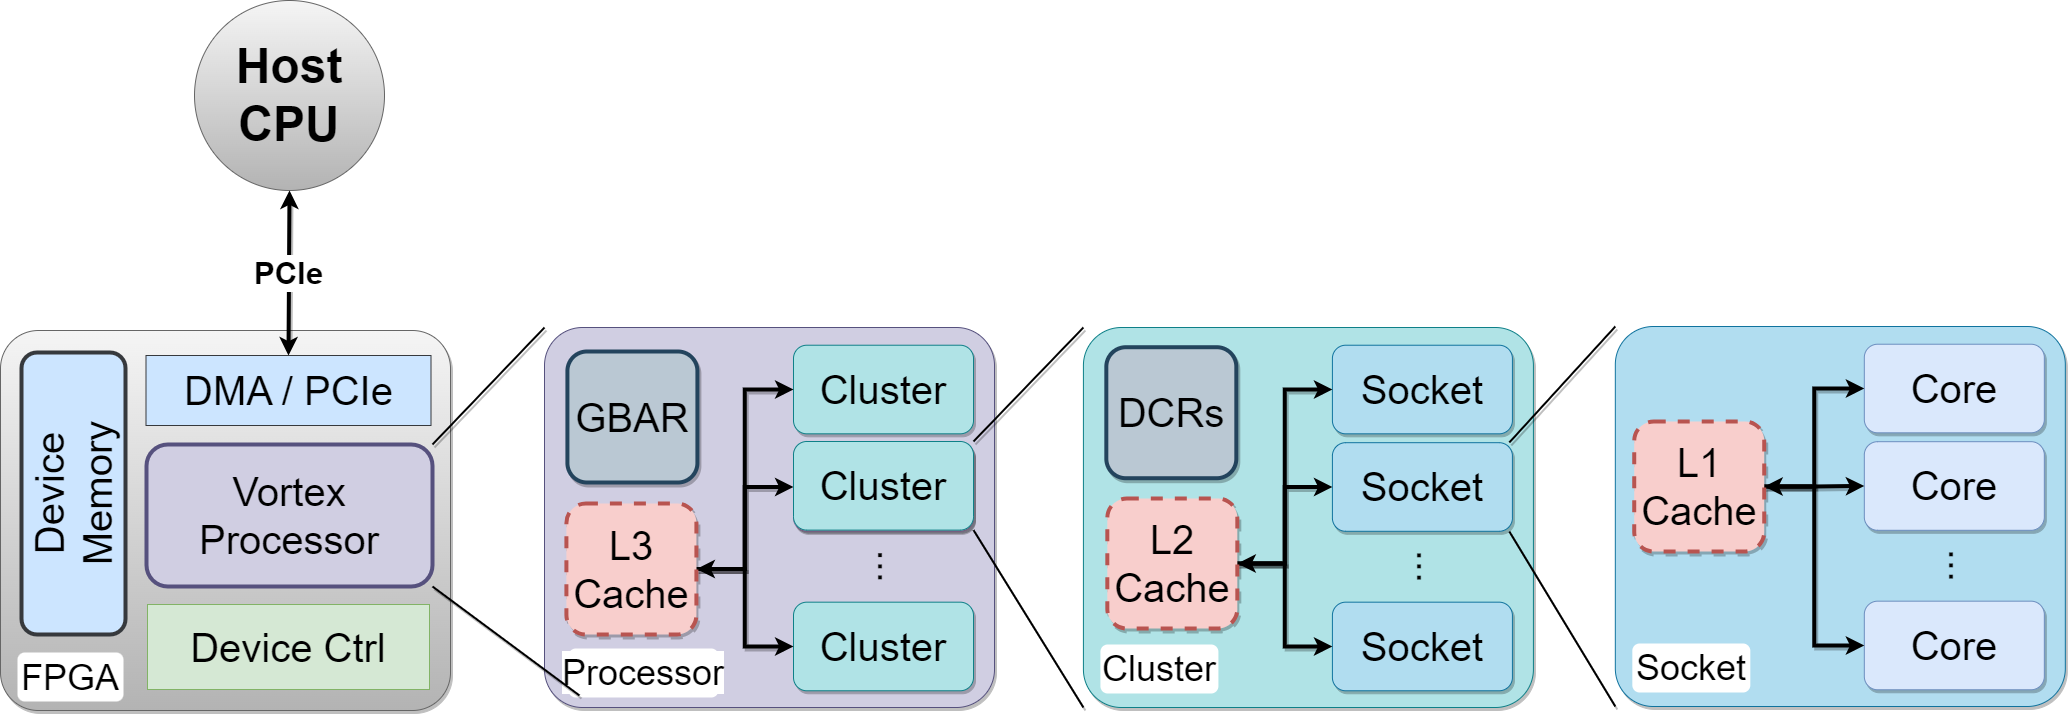 Host
CPU
PCIe
Device
Memory
DMA / PCIe
Vortex
Processor
Device Ctrl
FPGA
GBAR
L3
Cache
Processor
Cluster
Cluster
⋮
Cluster
DCRs
L2
Cache
Cluster
Socket
Socket
⋮
Socket
L1
Cache
Socket
Core
Core
⋮
Core